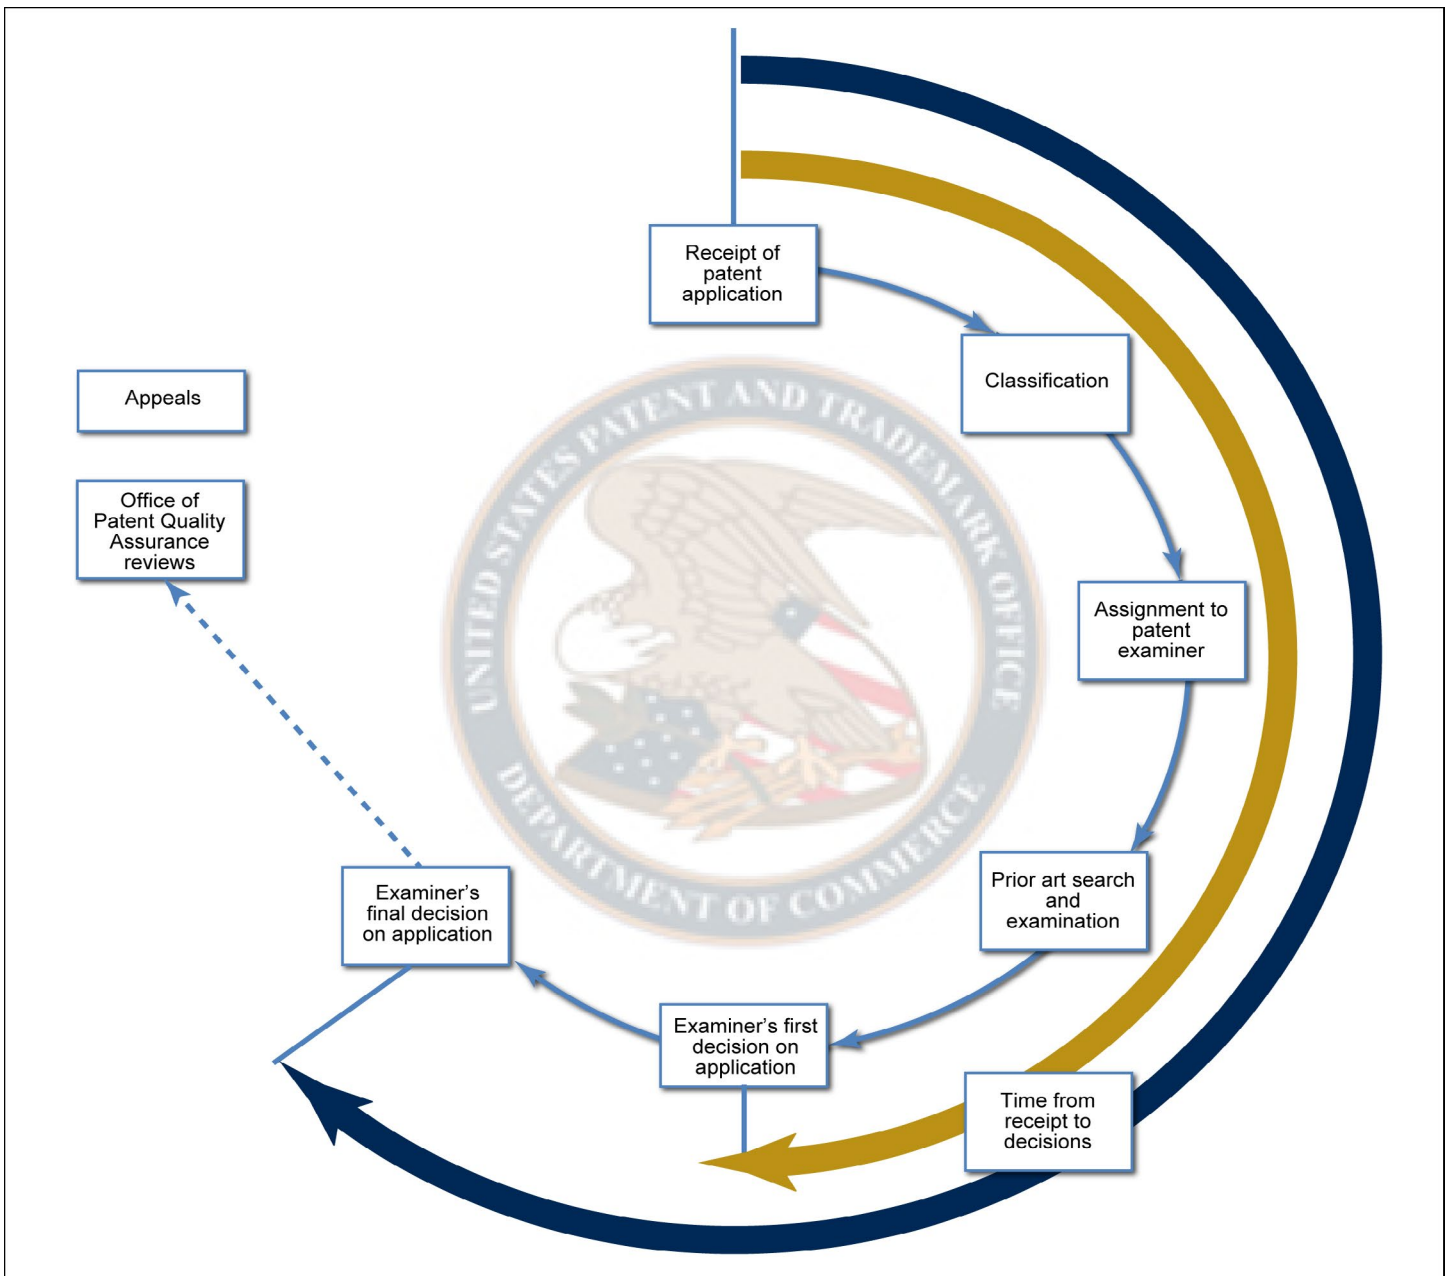 Receipt of
patent
application
Classification
Assignment to
patent
examiner
Prior art search
and
examination
Examiner’s first
decision on
application
Examiner’s
final decision
on application
Office of
Patent Quality
Assurance
reviews
Appeals
Time from
receipt to
decisions
UNITED STATES PATENT AND TRADEMARK OFFICE
DEPARTMENT OF COMMERCE